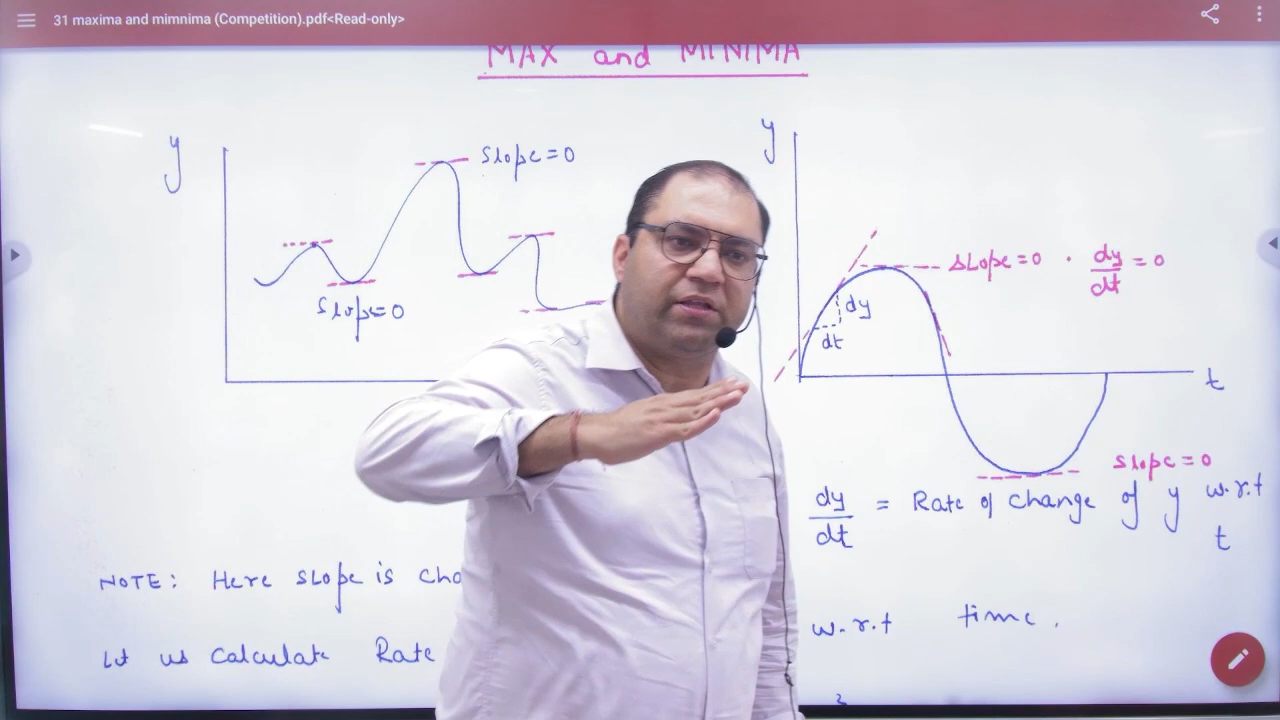 31 maxima and mimnima (Competition).pdf<Read-only>
MAX and MINIMA
y
Slope=0
Slope=0
y
SLope=0 . dy/dt = 0
dy
dt
t
Slope=0
dy/dt = Rate of change of y w.r.t
t
NOTE: Here slope is
w.r.t time.
Let us Calculate Rate